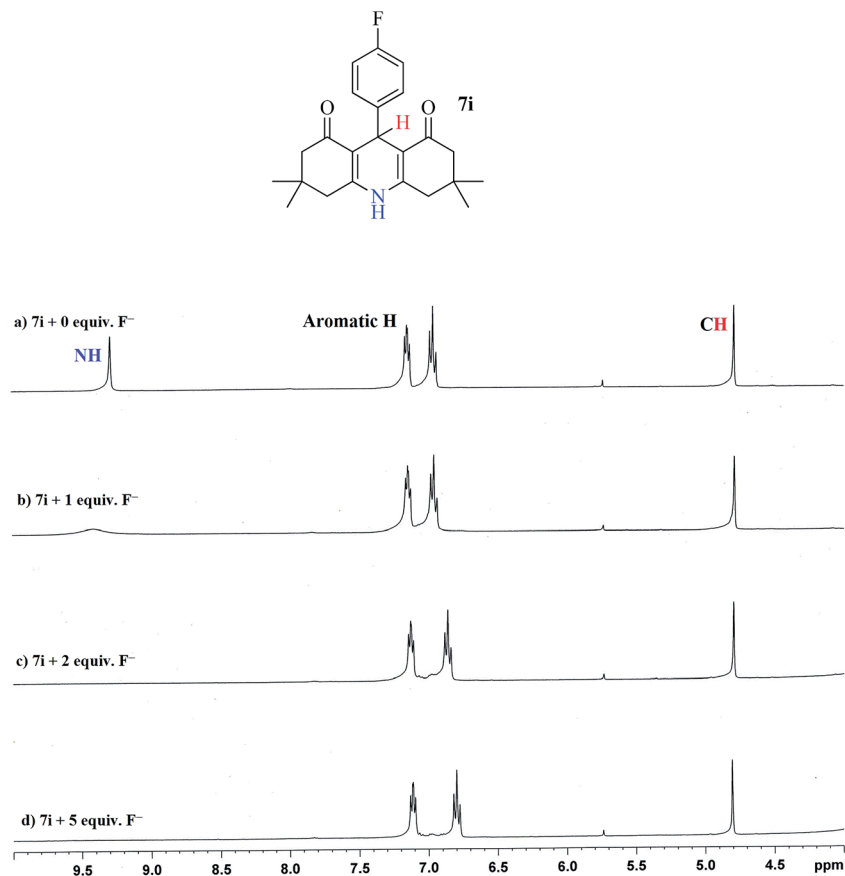 F
7i
O
H
O
N
H
a) 7i + 0 equiv. F⁻
Aromatic H
CH
NH
b) 7i + 1 equiv. F⁻
c) 7i + 2 equiv. F⁻
d) 7i + 5 equiv. F⁻
9.5 9.0 8.5 8.0 7.5 7.0 6.5 6.0 5.5 5.0 4.5 ppm